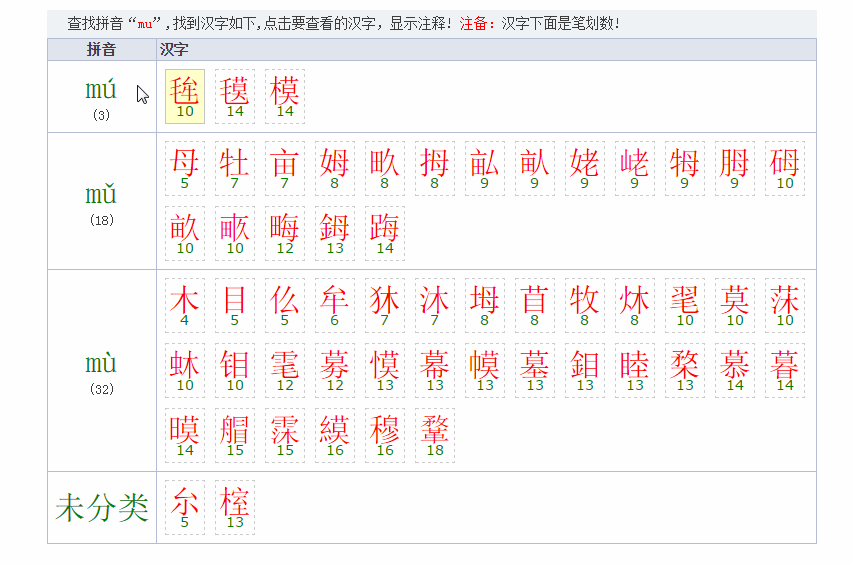 查找拼音“mu”,找到汉字如下,点击要查看的汉字，显示注释! 注备：汉字下面是笔划数!
拼音 汉字
mú 毪 氁 模
(3) 10 14 14
mǔ 母 牡 亩 姆 畂 拇 畆 畒 姥 峔 牳 胟 砪
5 7 7 8 8 8 9 9 9 9 9 9 10
(18) 畝 畞 畮 鉧 踇
10 10 12 13 14
木 目 仫 牟 狇 沐 坶 苜 牧 炑 毣 莫 莯
4 5 5 6 7 7 8 8 8 8 10 10 10
mù 蚞 钼 雮 募 慔 幕 幙 墓 鉬 睦 楘 慕 暮
(32) 10 10 12 12 13 13 13 13 13 13 13 14 14
暯 艒 霂 縸 穆 鞪
14 15 15 16 16 18
未分类 厼 榁
5 13